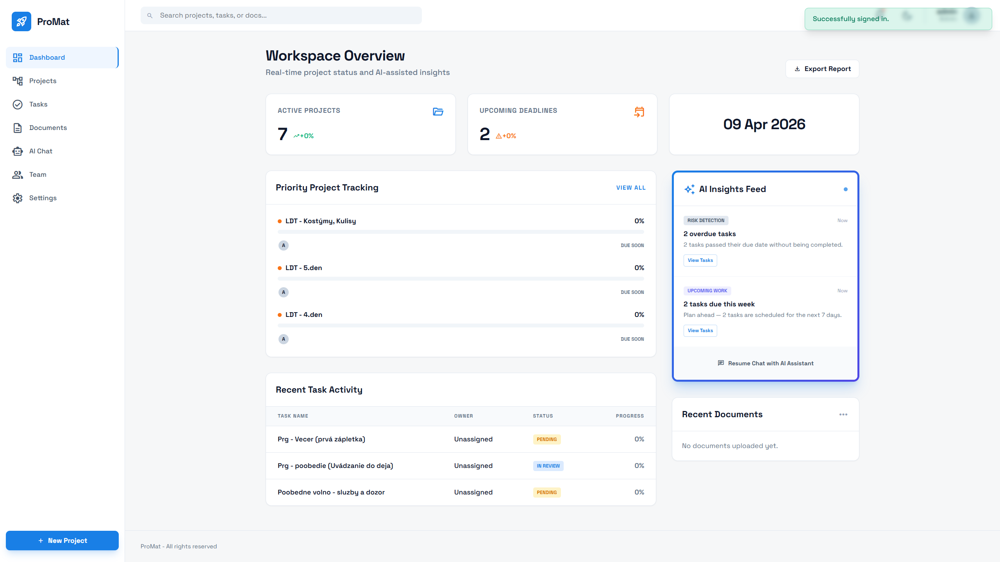 ProMat
Dashboard
Projects
Tasks
Documents
AI Chat
Team
Settings
+ New Project
Search projects, tasks, or docs...
Successfully signed in.
Workspace Overview
Real-time project status and AI-assisted insights
Export Report
ACTIVE PROJECTS
7 +0%
UPCOMING DEADLINES
2 +0%
09 Apr 2026
Priority Project Tracking VIEW ALL
LDT - Kostýmy, Kulisy 0%
A DUE SOON
LDT - 5.den 0%
A DUE SOON
LDT - 4.den 0%
A DUE SOON
Recent Task Activity
TASK NAME OWNER STATUS PROGRESS
Prg - Vecer (prvá zápletka) Unassigned PENDING 0%
Prg - poobedie (Uvádzanie do deja) Unassigned IN REVIEW 0%
Poobedne volno - sluzby a dozor Unassigned PENDING 0%
AI Insights Feed
RISK DETECTION Now
2 overdue tasks
2 tasks passed their due date without being completed.
View Tasks
UPCOMING WORK Now
2 tasks due this week
Plan ahead — 2 tasks are scheduled for the next 7 days.
View Tasks
Resume Chat with AI Assistant
Recent Documents
No documents uploaded yet.
ProMat - All rights reserved